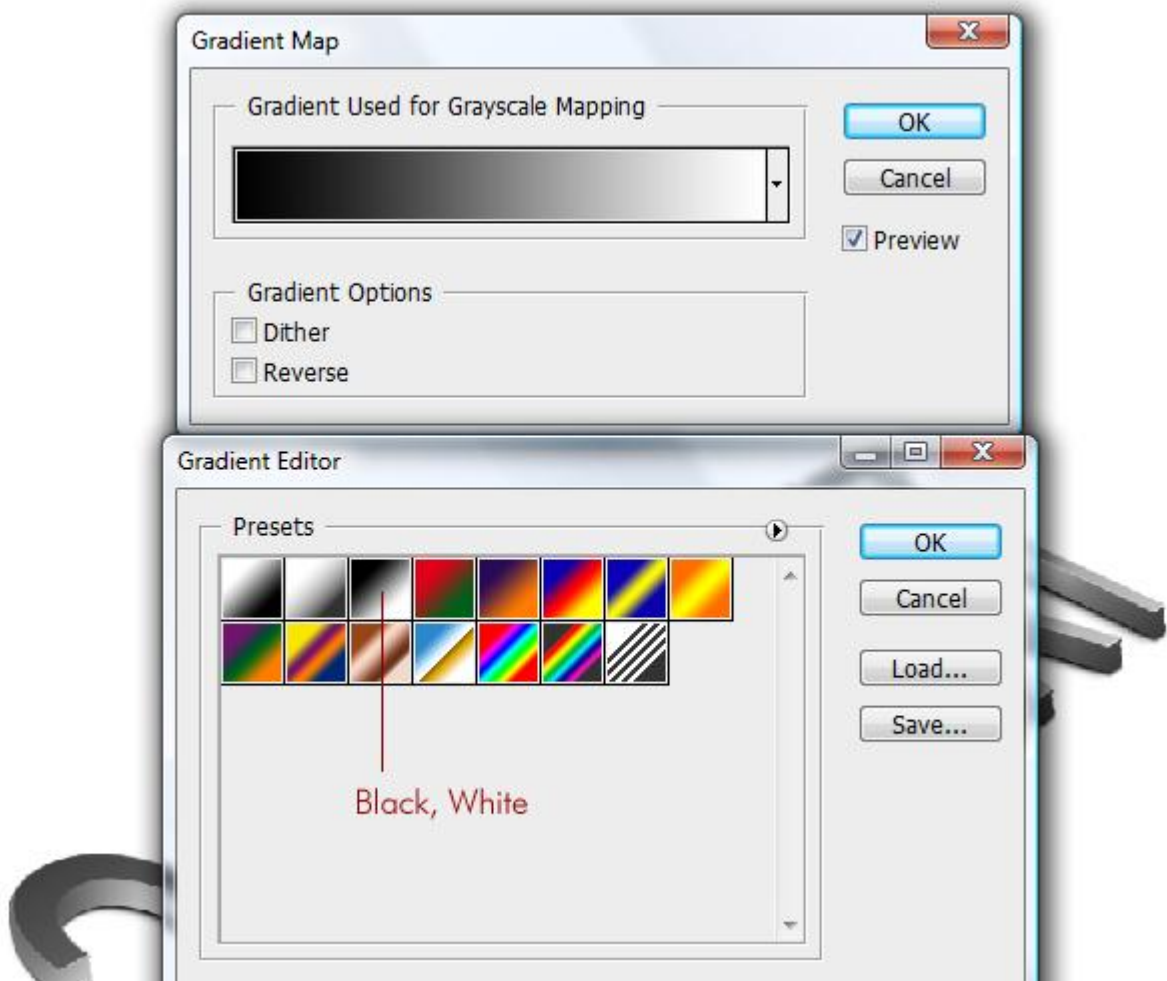 Gradient Map
Gradient Used for Grayscale Mapping
OK
Cancel
Preview
Gradient Options
Dither
Reverse
Gradient Editor
Presets
OK
Cancel
Load...
Save...
Black, White